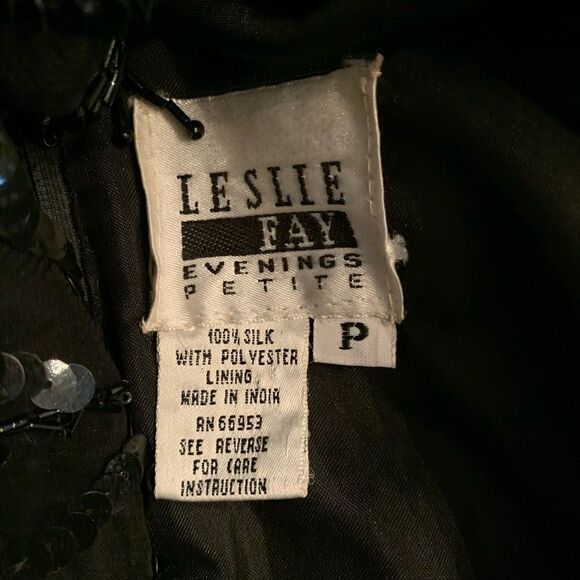 LESLIE
FAY
EVENINGS
PETITE
P
100% SILK
WITH POLYESTER
LINING
MADE IN INDIA
RN 66953
SEE REVERSE
FOR CARE
INSTRUCTION